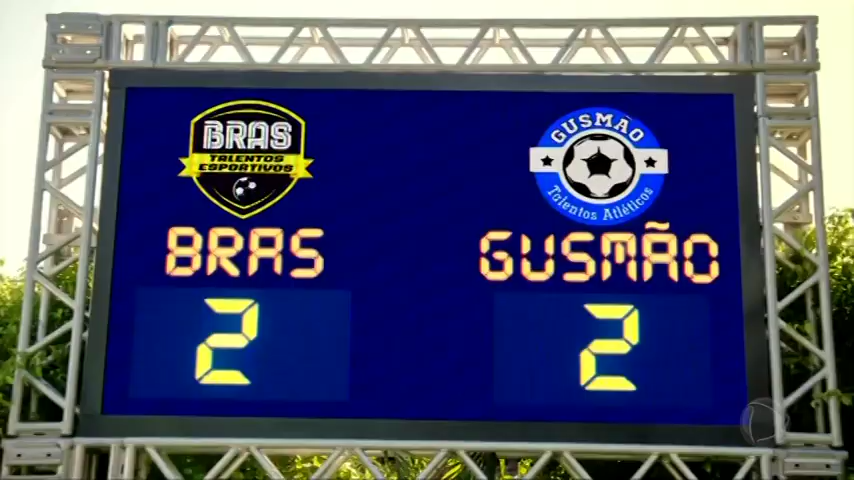 BRAS
TALENTOS
ESPORTIVOS
GUSMÃO
Talentos Atléticos
BRAS
GUSMÃO
2
2